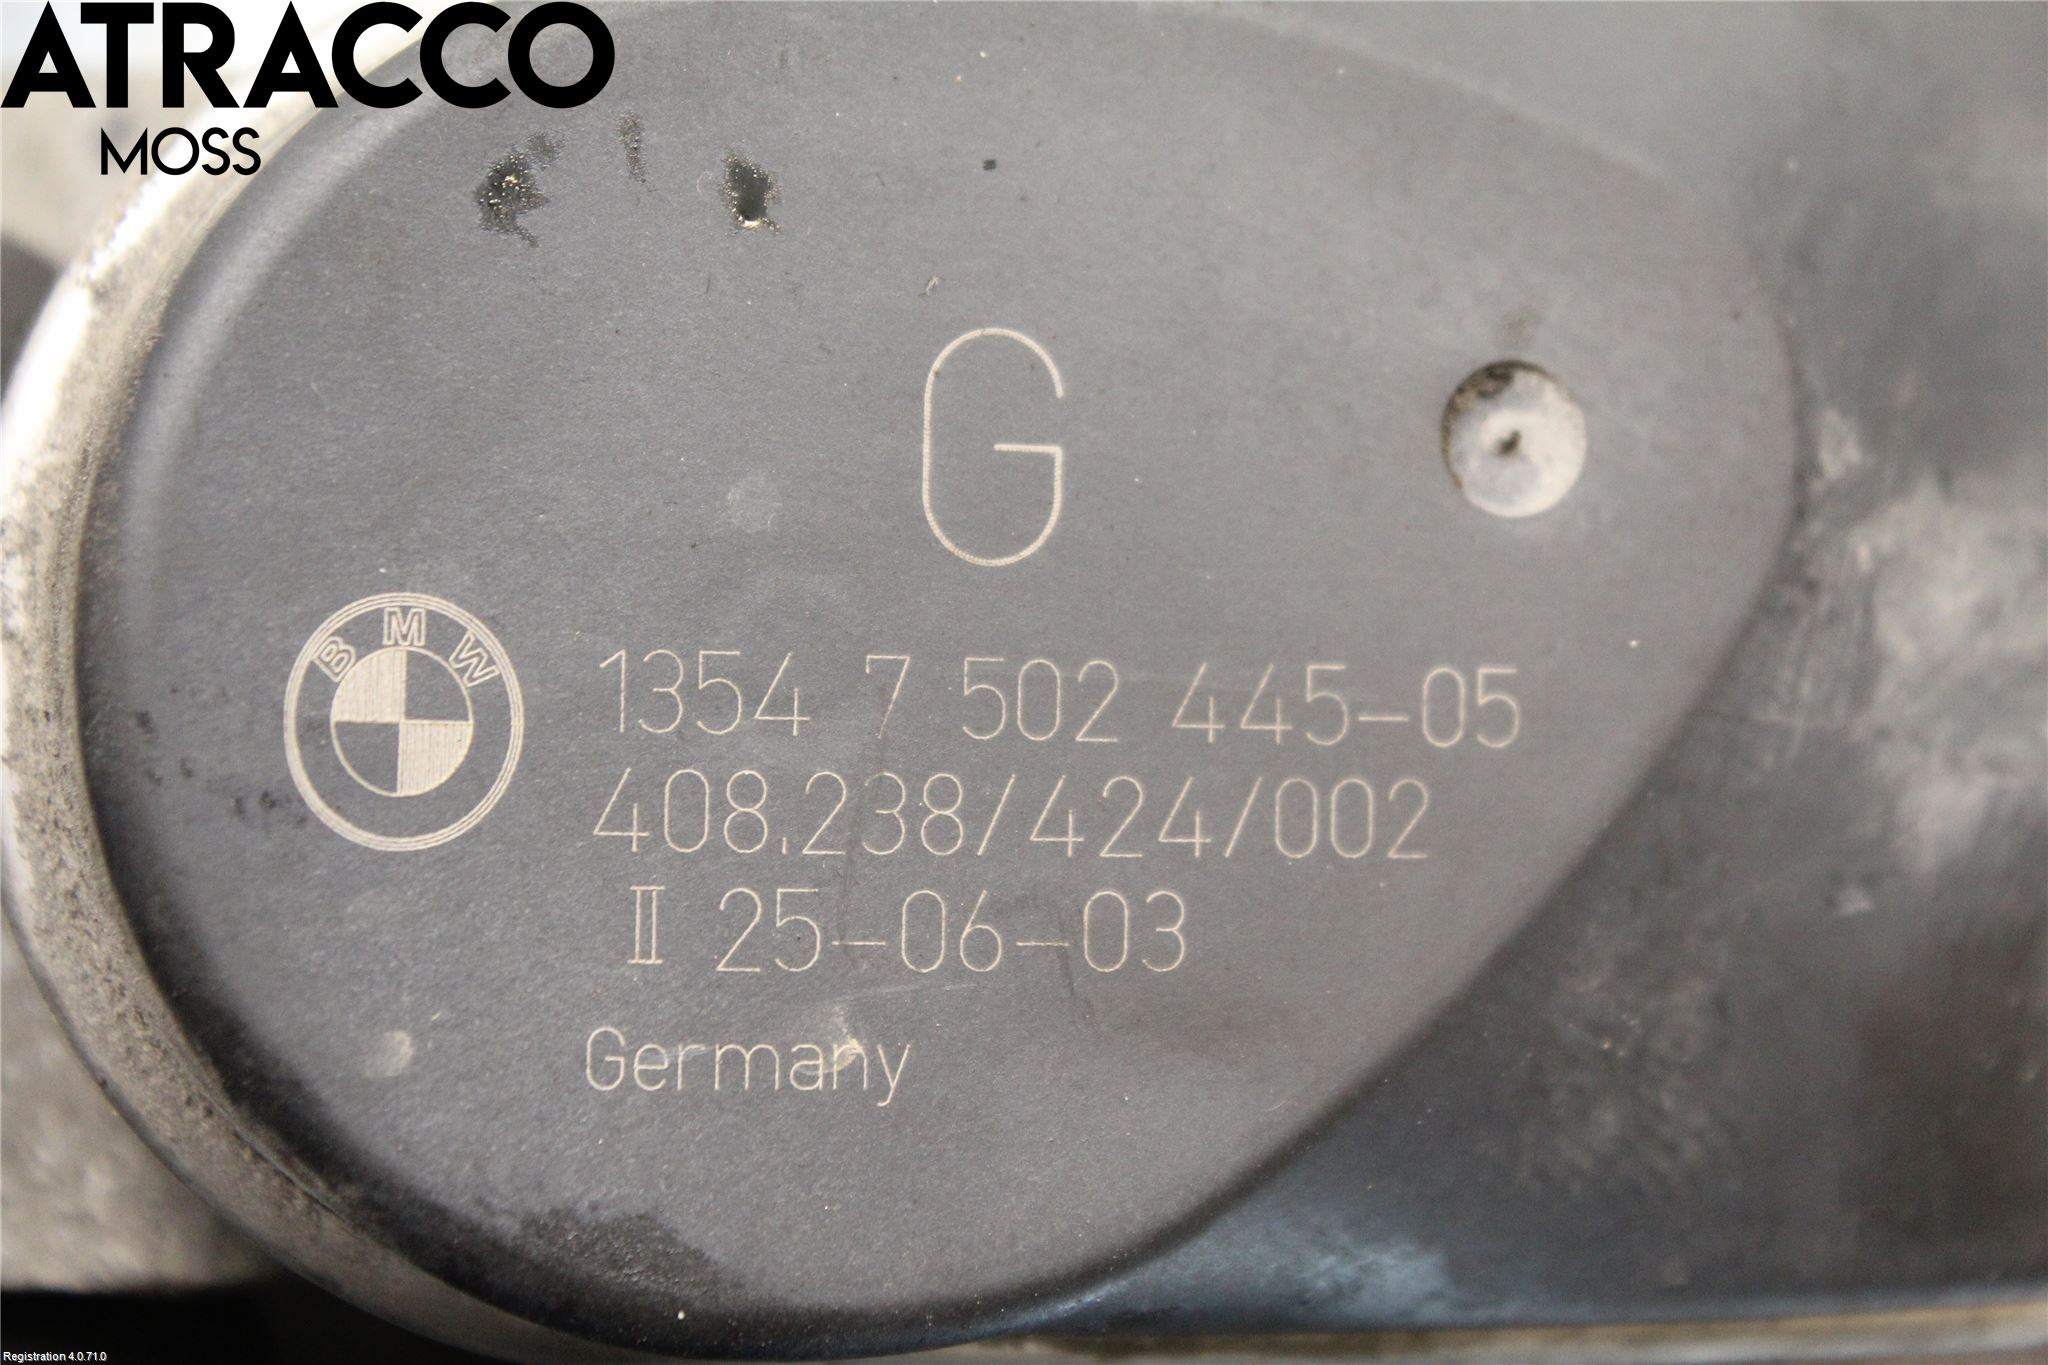 ATRACCO
MOSS
G
BMW
1354 7 502 445-05
408.238/424/002
II 25-06-03
Germany
Registration 4.0.71.0